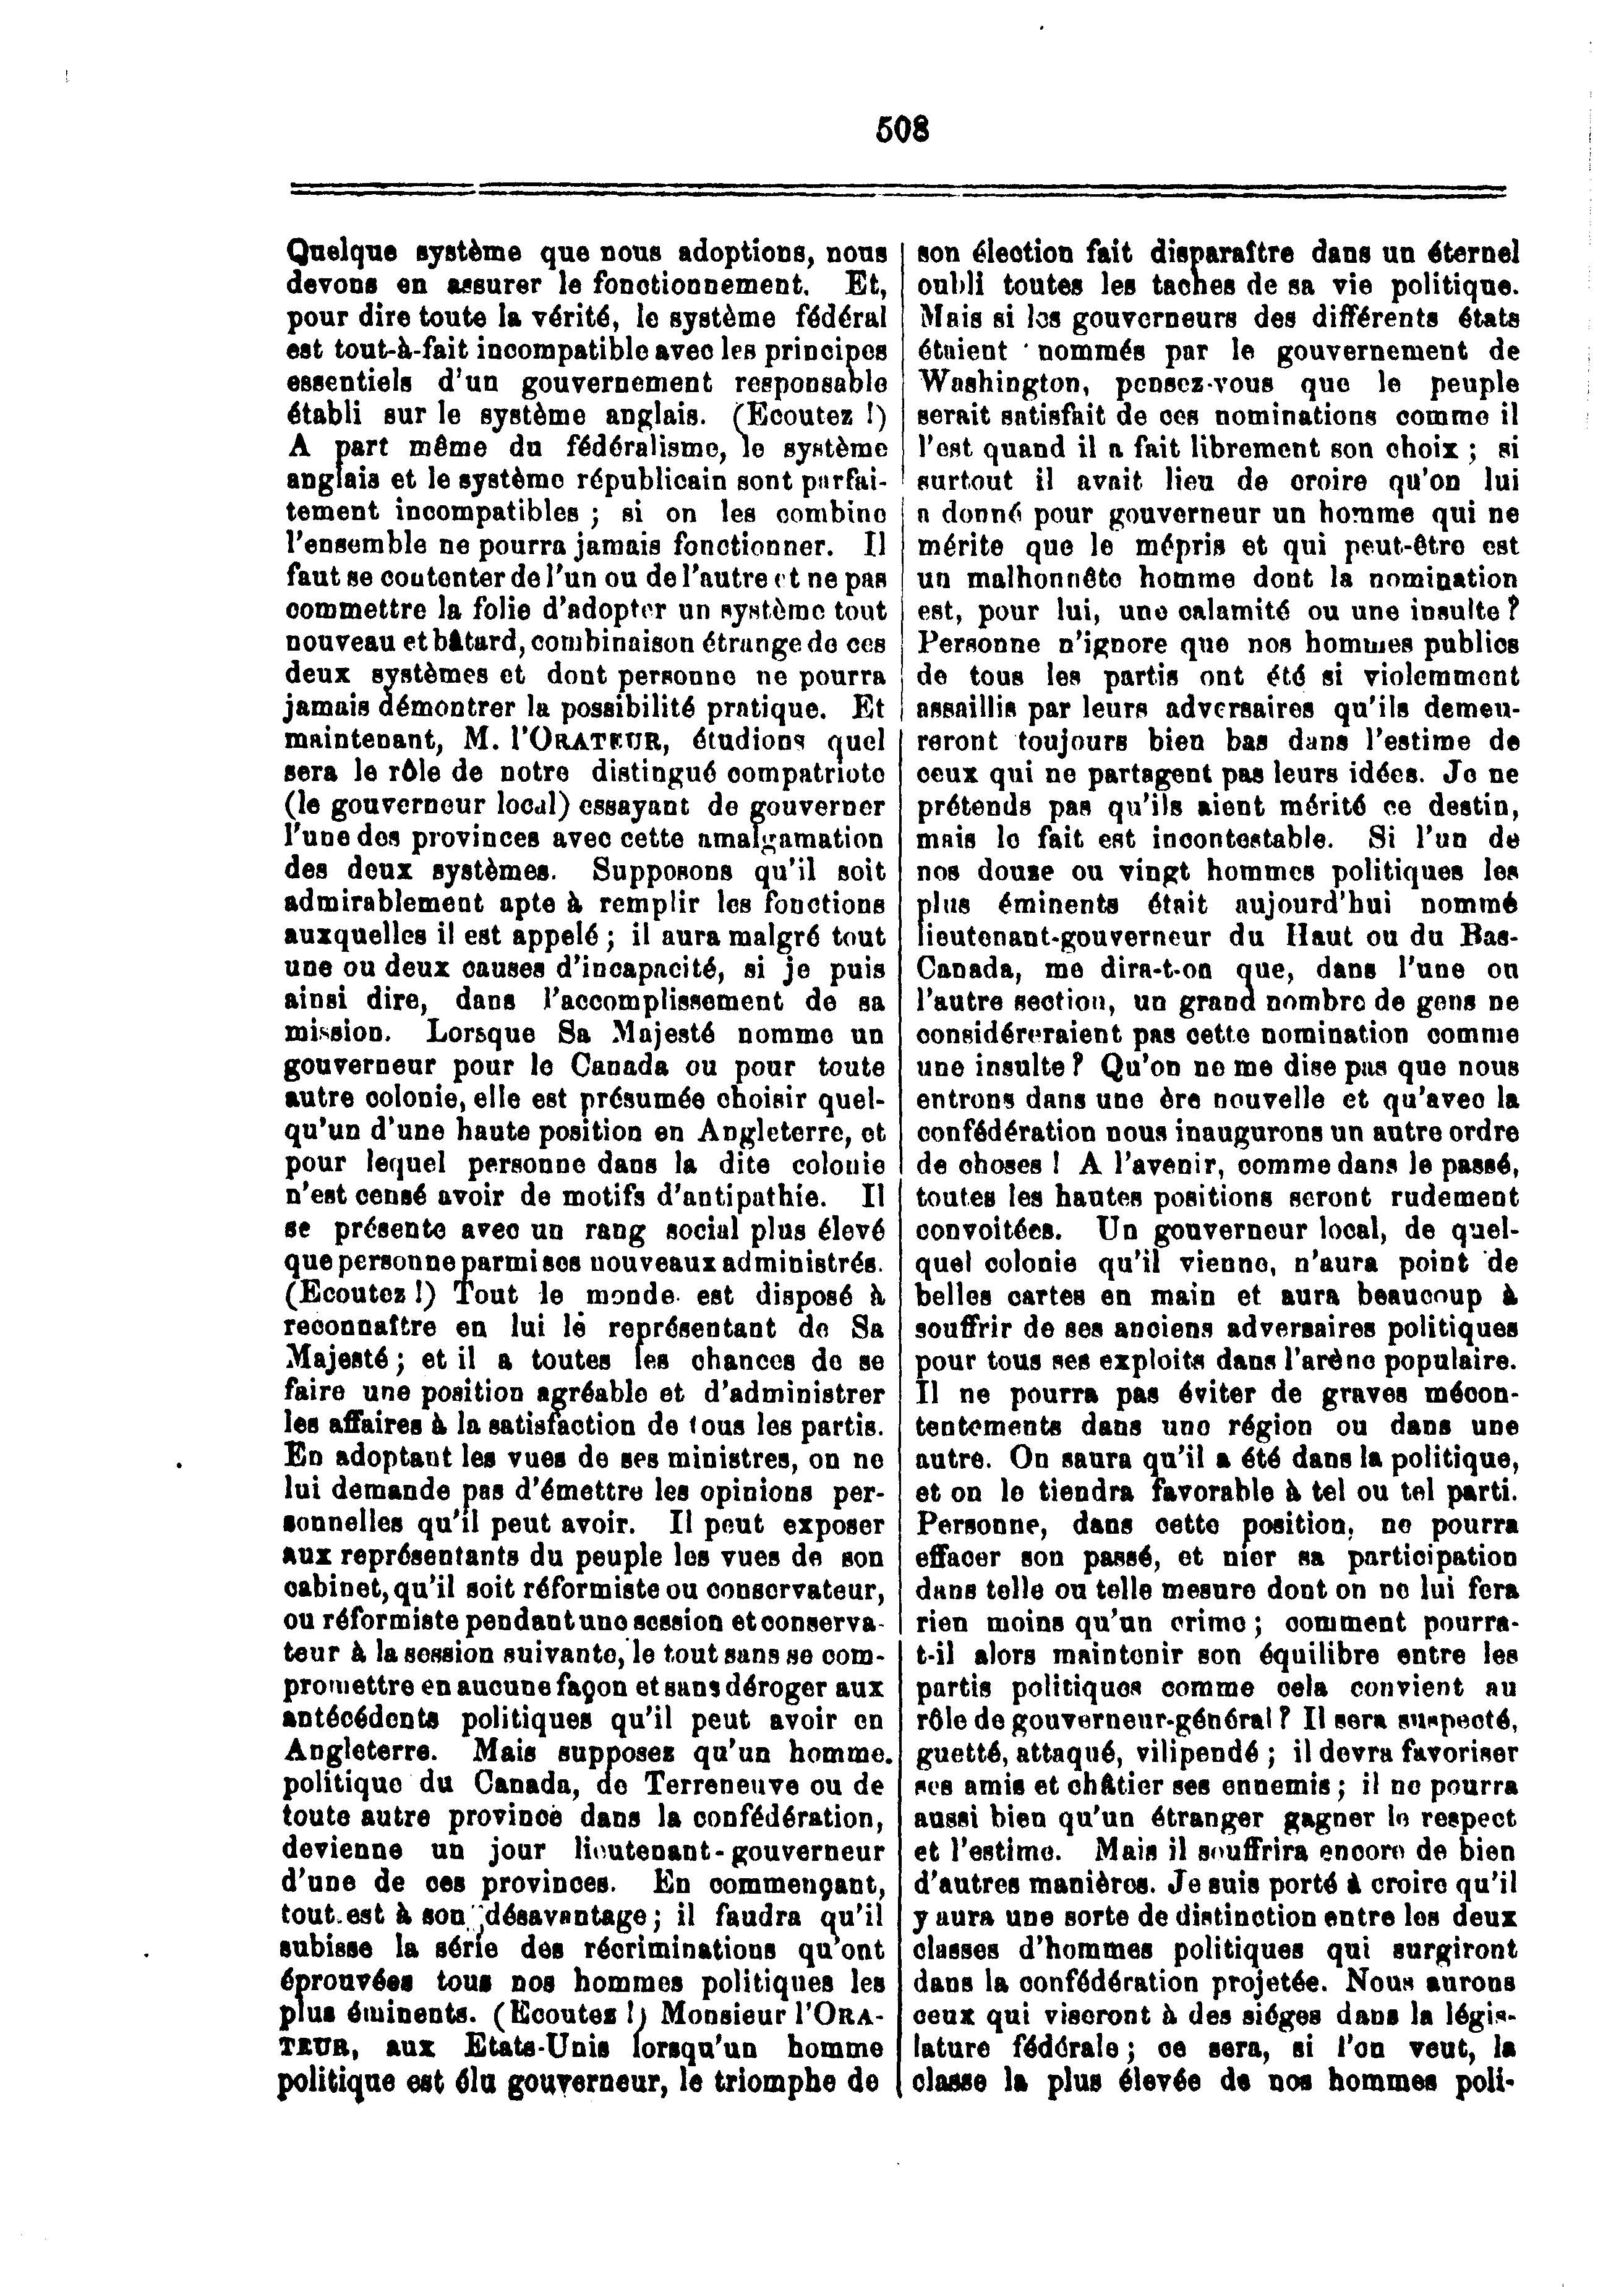 508
Quelque système que nous adoptions, nous
devons en assurer le fonctionnement. Et,
pour dire toute la vérité, le système fédéral
est tout-à-fait incompatible avec les principes
essentiels d'un gouvernement responsable
établi sur le système anglais. (Ecoutez !)
A part même du fédéralisme, le système
anglais et le système républicain sont parfai-
tement incompatibles ; si on les combine
l'ensemble ne pourra jamais fonctionner. Il
faut se contenter de l'un ou de l'autre et ne pas
commettre la folie d'adopter un système tout
nouveau et bâtard, combinaison étrange de ces
deux systèmes et dont personne ne pourra
jamais démontrer la possibilité pratique. Et
maintenant, M. l'ORATEUR, étudions quel
sera le rôle de notre distingué compatriote
(le gouverneur local) essayant de gouverner
l'une des provinces avec cette amalgamation
des deux systèmes. Supposons qu'il soit
admirablement apte à remplir les fonctions
auxquelles il est appelé ; il aura malgré tout
une ou deux causes d'incapacité, si je puis
ainsi dire, dans l'accomplissement de sa
mission. Lorsque Sa Majesté nomme un
gouverneur pour le Canada ou pour toute
autre colonie, elle est présumée choisir quel-
qu'un d'une haute position en Angleterre, et
pour lequel personne dans la dite colonie
n'est censé avoir de motifs d'antipathie. Il
se présente avec un rang social plus élevé
que personne parmi ses nouveaux administrés.
(Ecoutez !) Tout le monde est disposé à
reconnaître en lui le représentant de Sa
Majesté ; et il a toutes les chances de se
faire une position agréable et d'administrer
les affaires à la satisfaction de tous les partis.
En adoptant les vues de ses ministres, on ne
lui demande pas d'émettre les opinions per-
sonnelles qu'il peut avoir. Il peut exposer
aux représentants du peuple les vues de son
cabinet, qu'il soit réformiste ou conservateur,
ou réformiste pendant une session et conserva-
teur à la session suivante, le tout sans se com-
promettre en aucune façon et sans déroger aux
antécédents politiques qu'il peut avoir en
Angleterre. Mais supposez qu'un homme
politique du Canada, de Terreneuve ou de
toute autre province dans la confédération,
devienne un jour lieutenant-gouverneur
d'une de ces provinces. En commençant,
tout est à son désavantage ; il faudra qu'il
subisse la série des récriminations qu'ont
éprouvées tous nos hommes politiques les
plus éminents. (Ecoutez !) Monsieur l'ORA-
TEUR, aux Etats-Unis lorsqu'un homme
politique est élu gouverneur, le triomphe de
son élection fait disparaître dans un éternel
oubli toutes les taches de sa vie politique.
Mais si les gouverneurs des différents états
étaient nommés par le gouvernement de
Washington, pensez-vous que le peuple
serait satisfait de ces nominations comme il
l'est quand il a fait librement son choix ; si
surtout il avait lieu de croire qu'on lui
a donné pour gouverneur un homme qui ne
mérite que le mépris et qui peut-être est
un malhonnête homme dont la nomination
est, pour lui, une calamité ou une insulte ?
Personne n'ignore que nos hommes publics
de tous les partis ont été si violemment
assaillis par leurs adversaires qu'ils demeu-
reront toujours bien bas dans l'estime de
ceux qui ne partagent pas leurs idées. Je ne
prétends pas qu'ils aient mérité ce destin,
mais le fait est incontestable. Si l'un de
nos douze ou vingt hommes politiques les
plus éminents était aujourd'hui nommé
lieutenant-gouverneur du Haut ou du Bas-
Canada, me dira-t-on que, dans l'une ou
l'autre section, un grand nombre de gens ne
considéreraient pas cette nomination comme
une insulte ? Qu'on ne me dise pas que nous
entrons dans une ère nouvelle et qu'avec la
confédération nous inaugurons un autre ordre
de choses ! A l'avenir, comme dans le passé,
toutes les hautes positions seront rudement
convoitées. Un gouverneur local, de quel-
quel colonie qu'il vienne, n'aura point de
belles cartes en main et aura beaucoup à
souffrir de ses anciens adversaires politiques
pour tous ses exploits dans l'arène populaire.
Il ne pourra pas éviter de graves mécon-
tentements dans une région ou dans une
autre. On saura qu'il a été dans la politique,
et on le tiendra favorable à tel ou tel parti.
Personne, dans cette position, ne pourra
effacer son passé, et nier sa participation
dans telle ou telle mesure dont on ne lui fera
rien moins qu'un crime ; comment pourra-
t-il alors maintenir son équilibre entre les
partis politiques comme cela convient au
rôle de gouverneur-général ? Il sera suspecté,
guetté, attaqué, vilipendé ; il devra favoriser
ses amis et châtier ses ennemis ; il ne pourra
aussi bien qu'un étranger gagner le respect
et l'estime. Mais il souffrira encore de bien
d'autres manières. Je suis porté à croire qu'il
y aura une sorte de distinction entre les deux
classes d'hommes politiques qui surgiront
dans la confédération projetée. Nous aurons
ceux qui viseront à des siéges dans la légis-
lature fédérale ; ce sera, si l'on veut, la
classe la plus élevée de nos hommes poli-